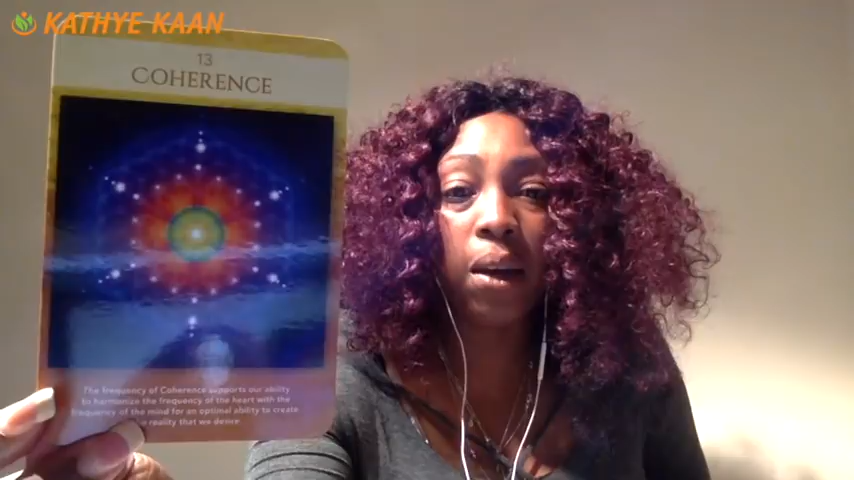 KATHYE KAAN
13
COHERENCE
The frequency of Coherence supports our ability
to harmonize the frequency of the heart with the
frequency of the mind for an optimal ability to create
reality that we desire.